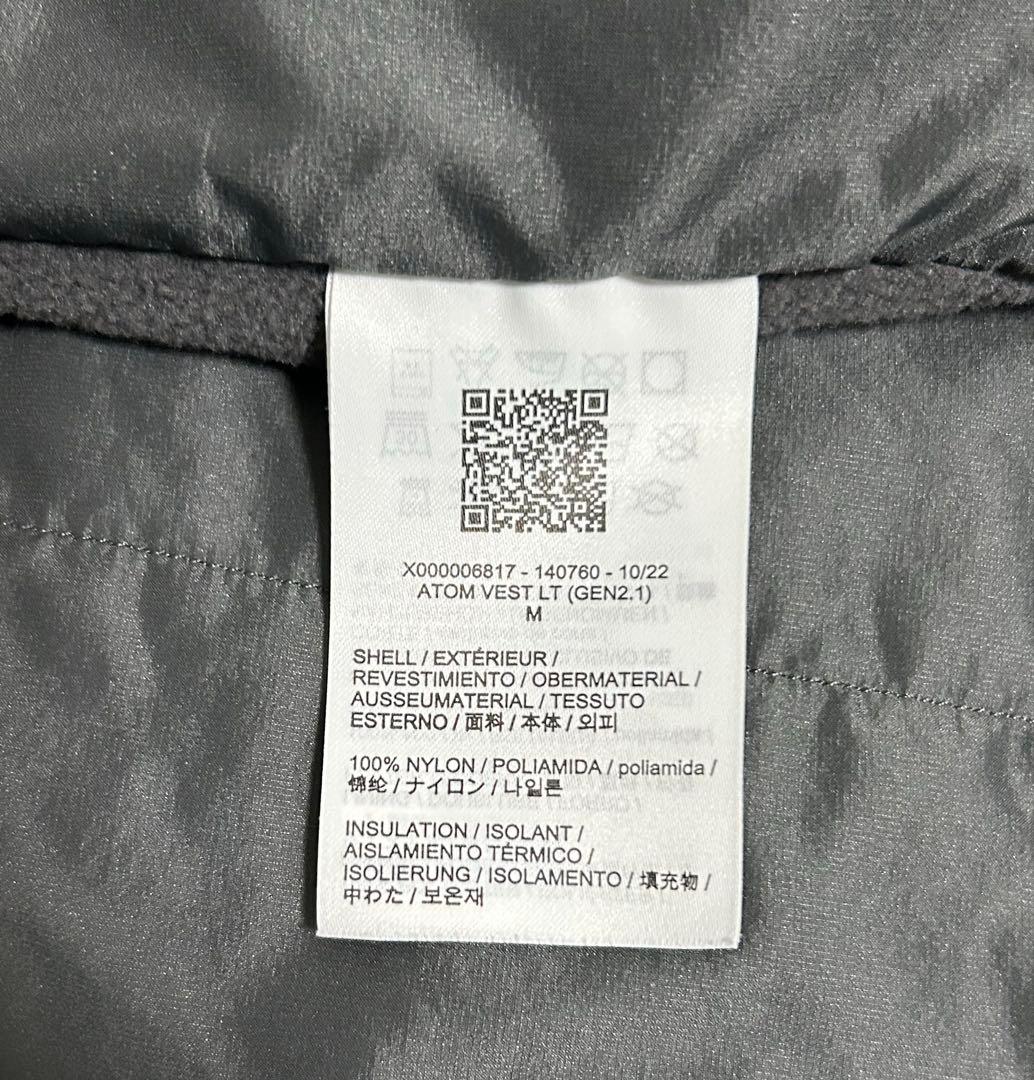 X000006817 - 140760 - 10/22
ATOM VEST LT (GEN2.1)
M
SHELL / EXTÉRIEUR /
REVESTIMIENTO / OBERMATERIAL /
AUSSEUMATERIAL / TESSUTO
ESTERNO / 面料 / 本体 / 외피
100% NYLON / POLIAMIDA / poliamida /
锦纶 / ナイロン / 나일론
INSULATION / ISOLANT /
AISLAMIENTO TÉRMICO /
ISOLIERUNG / ISOLAMENTO / 填充物 /
中わた / 보온재